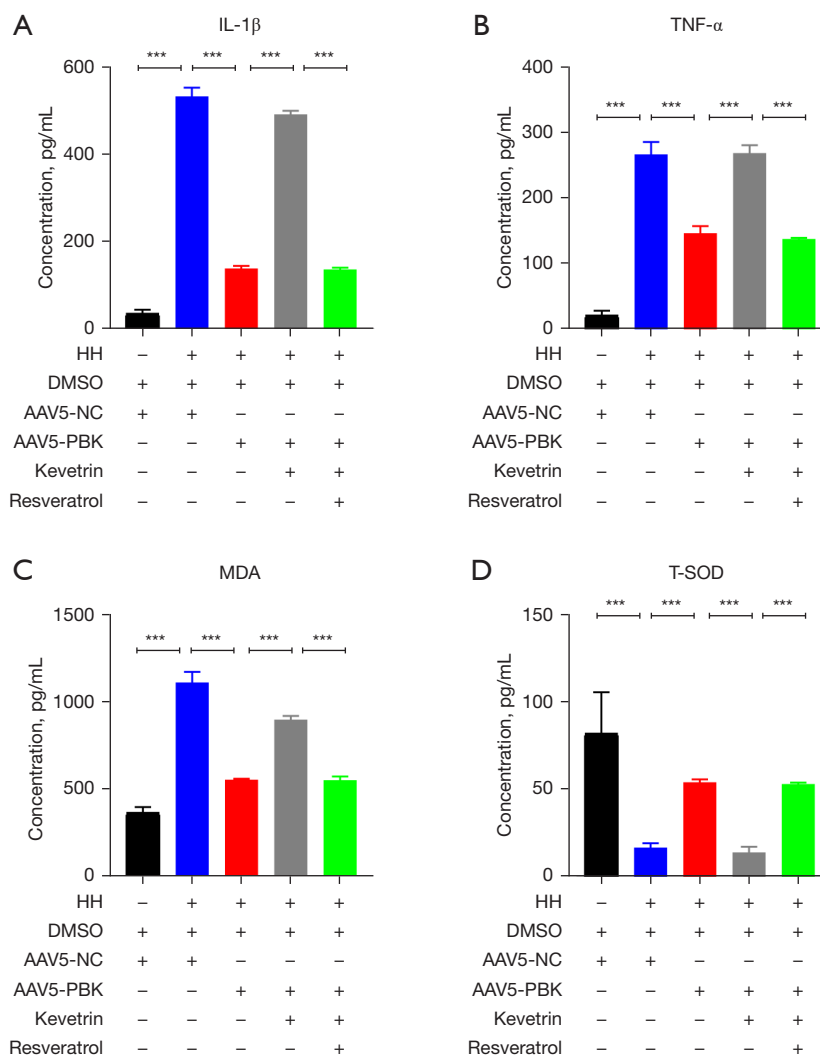 A
IL-1β
*** *** *** ***
Concentration, pg/mL
600
400
200
0
HH – + + + +
DMSO + + + + +
AAV5-NC + + – – –
AAV5-PBK – – + + +
Kevetrin – – – + +
Resveratrol – – – – +
B
TNF-α
*** *** *** ***
Concentration, pg/mL
400
300
200
100
0
HH – + + + +
DMSO + + + + +
AAV5-NC + + – – –
AAV5-PBK – – + + +
Kevetrin – – – + +
Resveratrol – – – – +
C
MDA
*** *** *** ***
Concentration, pg/mL
1500
1000
500
0
HH – + + + +
DMSO + + + + +
AAV5-NC + + – – –
AAV5-PBK – – + + +
Kevetrin – – – + +
Resveratrol – – – – +
D
T-SOD
*** *** *** ***
Concentration, pg/mL
150
100
50
0
HH – + + + +
DMSO + + + + +
AAV5-NC + + – – –
AAV5-PBK – – + + +
Kevetrin – – – + +
Resveratrol – – – – +